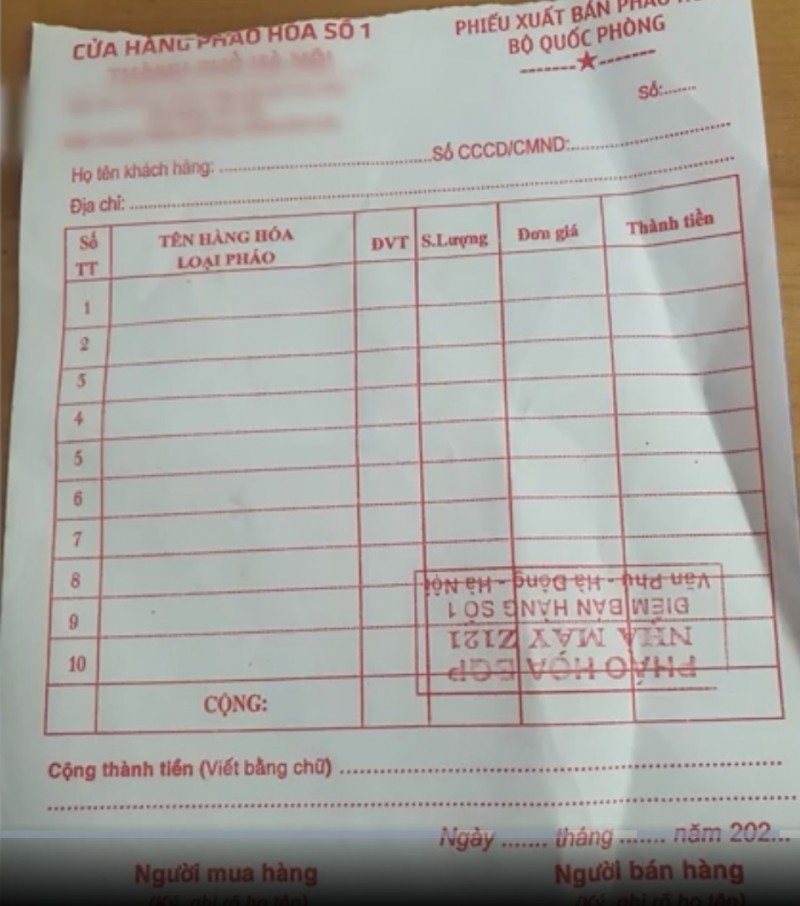 CỬA HÀNG PHÁO HOA SỐ 1
PHIẾU XUẤT BÁN PHÁO
BỘ QUỐC PHÒNG
Số:.......
Họ tên khách hàng: ........................................Số CCCD/CMND:..............................
Địa chỉ: ..............................................................................................................
Số TT
TÊN HÀNG HÓA LOẠI PHÁO
ĐVT
S.Lượng
Đơn giá
Thành tiền
1
2
3
4
5
6
7
8
9
10
CỘNG:
PHÁO HOA BQP
NHÀ MÁY Z121
ĐIỂM BÁN HÀNG SỐ 1
Văn Phú - Hà Đông - Hà Nội
Cộng thành tiền (Viết bằng chữ) ..............................................................
..............................................................................................................
Ngày ....... tháng ....... năm 202...
Người mua hàng
Người bán hàng